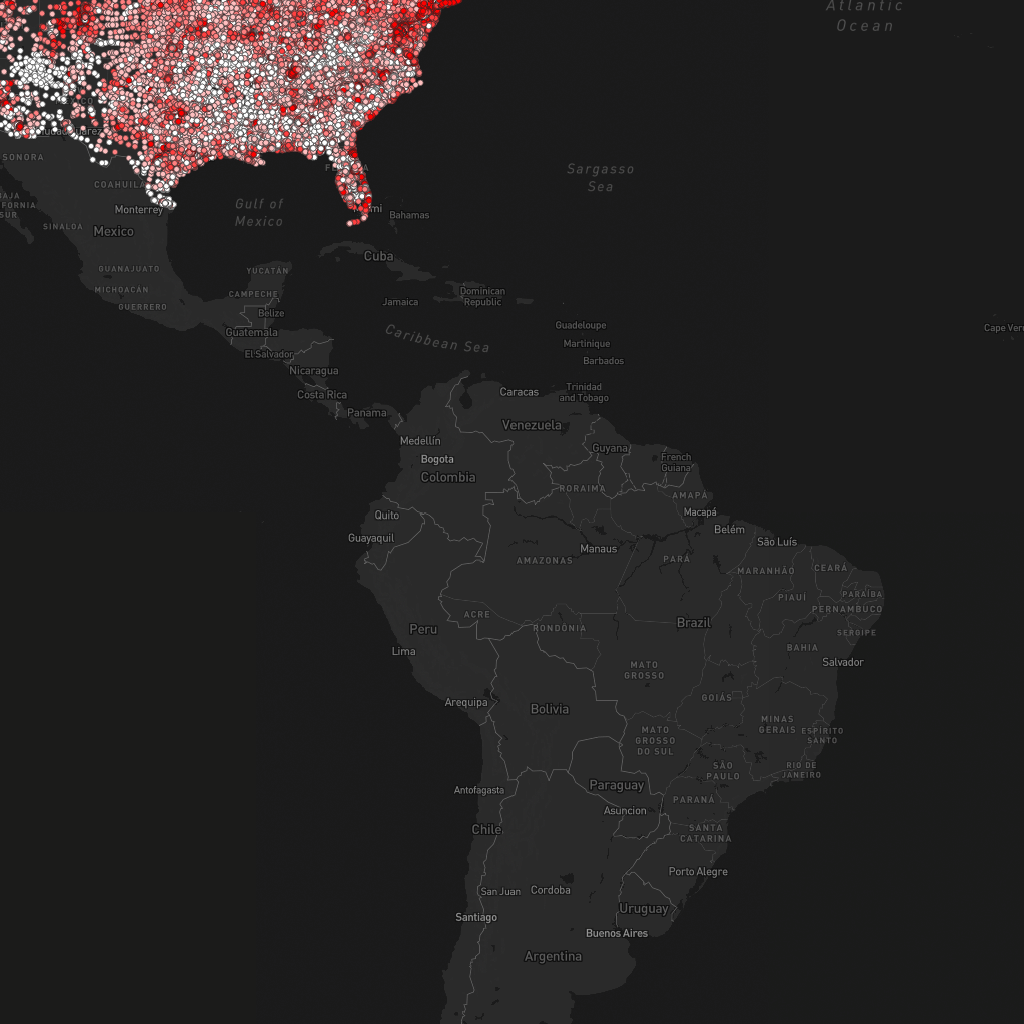 Atlantic
Ocean
SONORA
COAHUILA
Monterrey
SINALOA
Mexico
Gulf of
Mexico
Bahamas
Sargasso
Sea
GUANAJUATO
MICHOACÁN
GUERRERO
YUCATÁN
CAMPECHE
Belize
Guatemala
El Salvador
Nicaragua
Costa Rica
Panama
Cuba
Jamaica
Dominican
Republic
Caribbean Sea
Guadeloupe
Martinique
Barbados
Trinidad
and Tobago
Caracas
Venezuela
Medellín
Bogota
Colombia
Guyana
French
Guiana
RORAIMA
AMAPÁ
Macapá
Quito
Guayaquil
Belém
São Luís
Manaus
AMAZONAS
PARÁ
MARANHÃO
CEARÁ
PIAUÍ
PARAÍBA
PERNAMBUCO
SERGIPE
ACRE
RONDÔNIA
Peru
Brazil
BAHIA
Lima
Salvador
MATO
GROSSO
GOIÁS
Arequipa
Bolivia
MINAS
GERAIS
ESPÍRITO
SANTO
MATO
GROSSO
DO SUL
SÃO
PAULO
RIO DE
JANEIRO
Antofagasta
Paraguay
PARANÁ
Asuncion
Chile
SANTA
CATARINA
Porto Alegre
San Juan
Cordoba
Uruguay
Santiago
Buenos Aires
Argentina